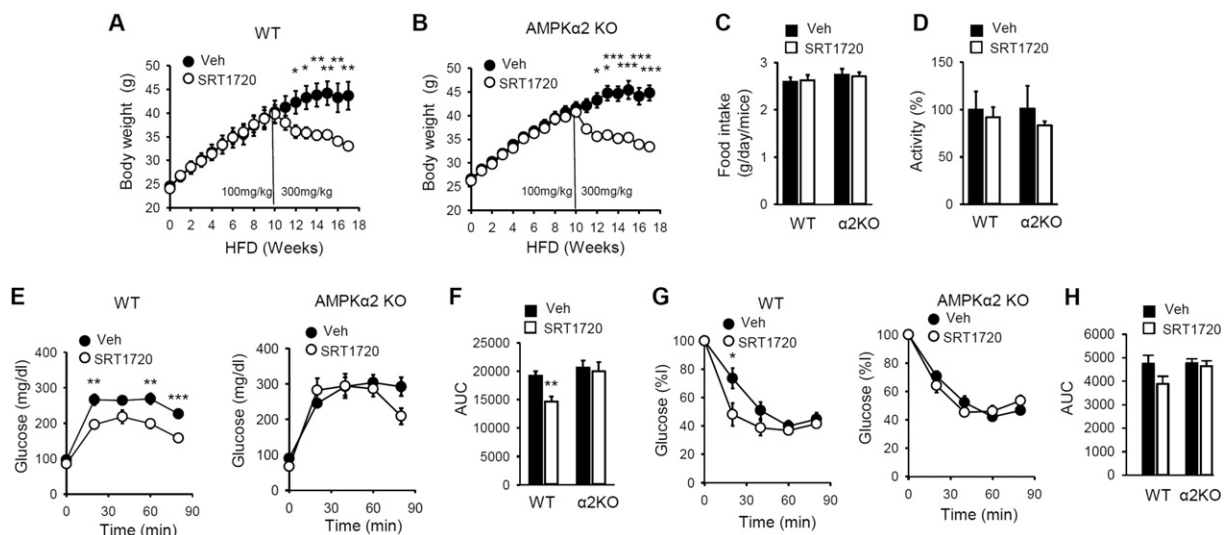 A
WT
Veh
SRT1720
* * ** ** ** **
Body weight (g)
50
45
40
35
30
25
20
100mg/kg
300mg/kg
0 2 4 6 8 10 12 14 16 18
HFD (Weeks)
B
AMPKα2 KO
Veh
SRT1720
* * *** *** *** ***
Body weight (g)
50
45
40
35
30
25
20
100mg/kg
300mg/kg
0 2 4 6 8 10 12 14 16 18
HFD (Weeks)
C
Veh
SRT1720
Food intake
(g/day/mice)
3
2
1
0
WT α2KO
D
Veh
SRT1720
Activity (%)
150
100
50
0
WT α2KO
E
WT
Veh
SRT1720
Glucose (mg/dl)
400
300
200
100
0
** ** ***
0 30 60 90
Time (min)
AMPKα2 KO
Veh
SRT1720
Glucose (mg/dl)
400
300
200
100
0
0 30 60 90
Time (min)
F
Veh
SRT1720
AUC
25000
20000
15000
10000
5000
0
**
WT α2KO
G
WT
Veh
SRT1720
Glucose (%I)
100
80
60
40
20
0
*
0 30 60 90
Time (min)
AMPKα2 KO
Veh
SRT1720
Glucose (%I)
100
80
60
40
20
0
0 30 60 90
Time (min)
H
Veh
SRT1720
AUC
6000
5000
4000
3000
2000
1000
0
WT α2KO